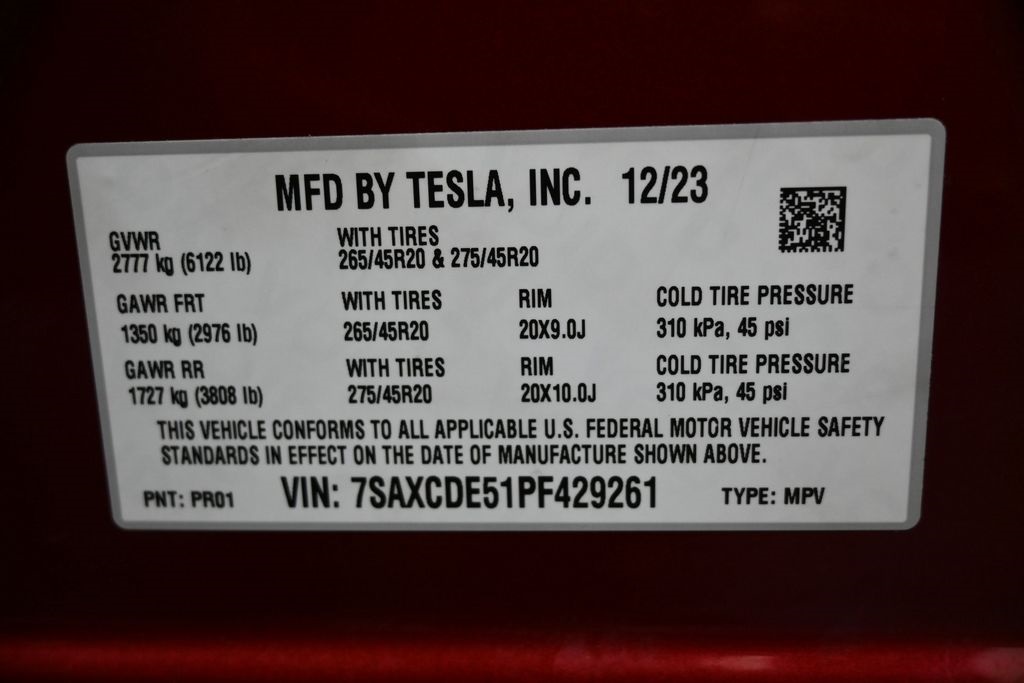 MFD BY TESLA, INC. 12/23
GVWR WITH TIRES
2777 kg (6122 lb) 265/45R20 & 275/45R20
GAWR FRT WITH TIRES RIM COLD TIRE PRESSURE
1350 kg (2976 lb) 265/45R20 20X9.0J 310 kPa, 45 psi
GAWR RR WITH TIRES RIM COLD TIRE PRESSURE
1727 kg (3808 lb) 275/45R20 20X10.0J 310 kPa, 45 psi
THIS VEHICLE CONFORMS TO ALL APPLICABLE U.S. FEDERAL MOTOR VEHICLE SAFETY
STANDARDS IN EFFECT ON THE DATE OF MANUFACTURE SHOWN ABOVE.
PNT: PR01 VIN: 7SAXCDE51PF429261 TYPE: MPV